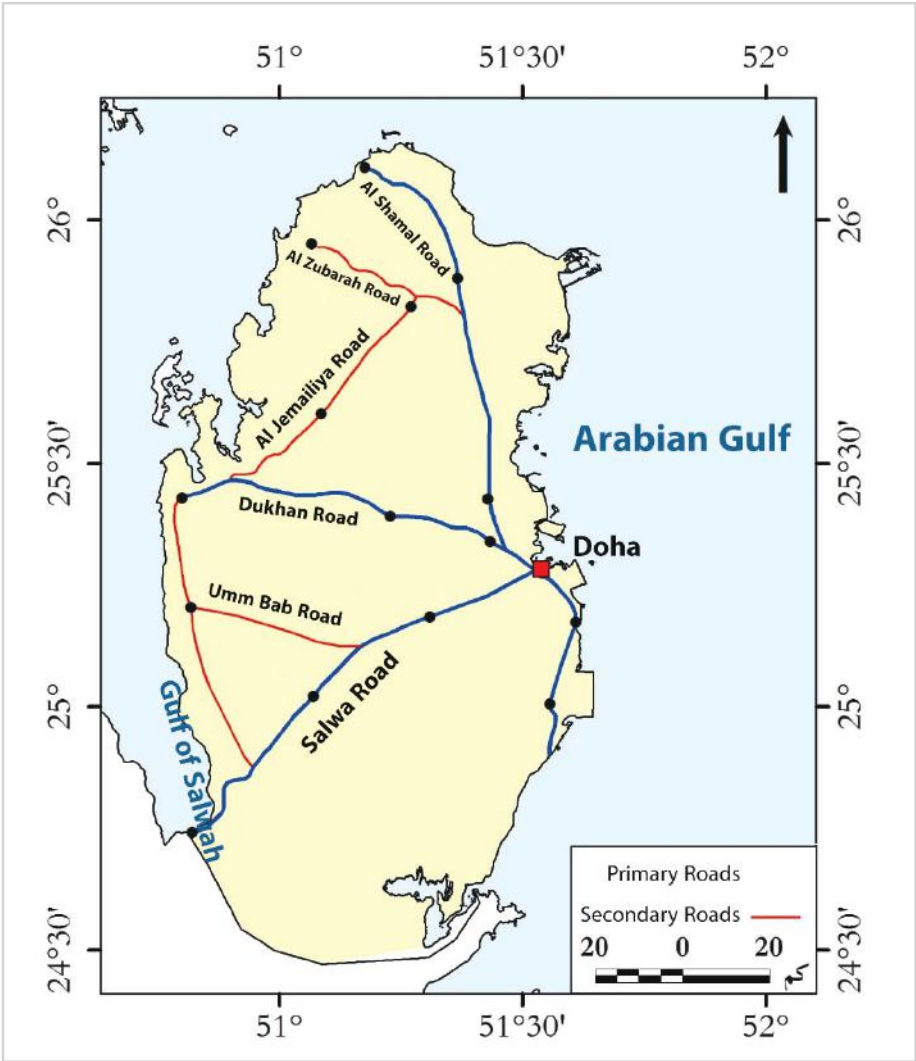 51°
51°30'
52°
26°
26°
Al Shamal Road
Al Zubarah Road
Al Jemailiya Road
Arabian Gulf
25°30'
25°30'
Dukhan Road
Doha
Umm Bab Road
Salwa Road
Gulf of Salwah
25°
25°
Primary Roads
Secondary Roads
20 0 20
24°30'
24°30'
51°
51°30'
52°